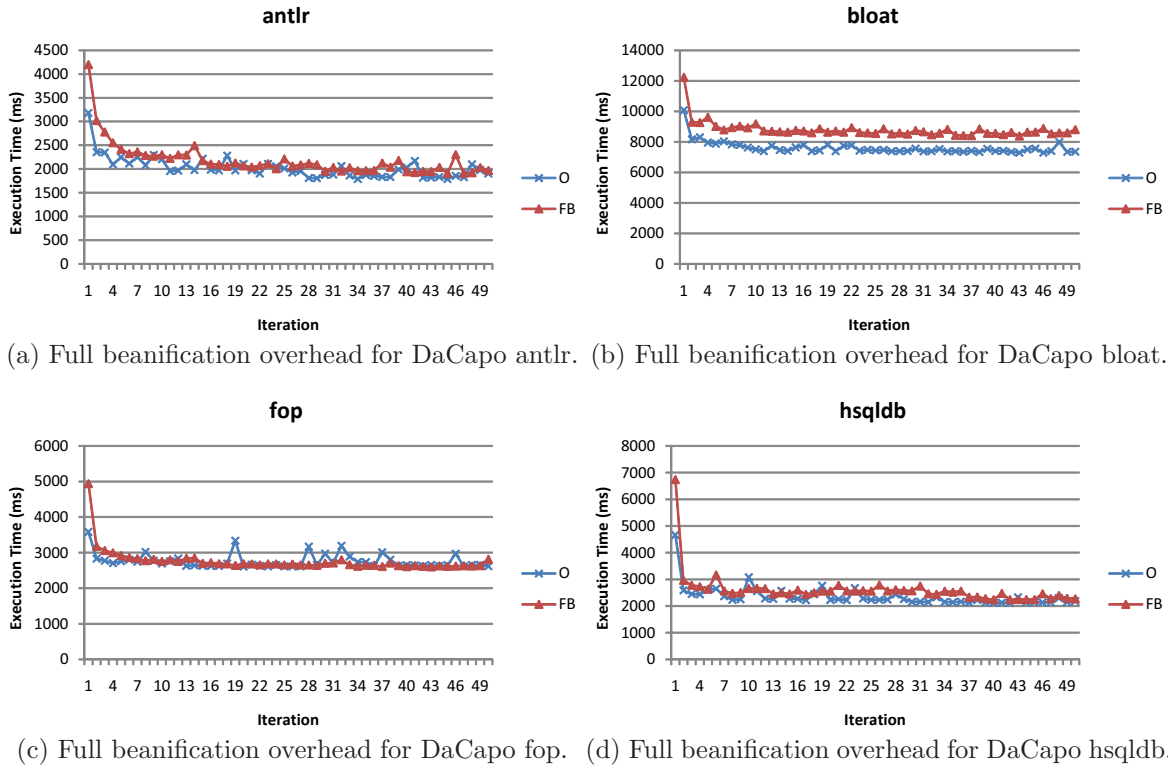 antlr
Execution Time (ms)
4500
4000
3500
3000
2500
2000
1500
1000
500
0
1 4 7 10 13 16 19 22 25 28 31 34 37 40 43 46 49
Iteration
O
FB
(a) Full beanification overhead for DaCapo antlr.
bloat
Execution Time (ms)
14000
12000
10000
8000
6000
4000
2000
0
1 4 7 10 13 16 19 22 25 28 31 34 37 40 43 46 49
Iteration
O
FB
(b) Full beanification overhead for DaCapo bloat.
fop
Execution Time (ms)
6000
5000
4000
3000
2000
1000
0
1 4 7 10 13 16 19 22 25 28 31 34 37 40 43 46 49
Iteration
O
FB
(c) Full beanification overhead for DaCapo fop.
hsqldb
Execution Time (ms)
8000
7000
6000
5000
4000
3000
2000
1000
0
1 4 7 10 13 16 19 22 25 28 31 34 37 40 43 46 49
Iteration
O
FB
(d) Full beanification overhead for DaCapo hsqldb.